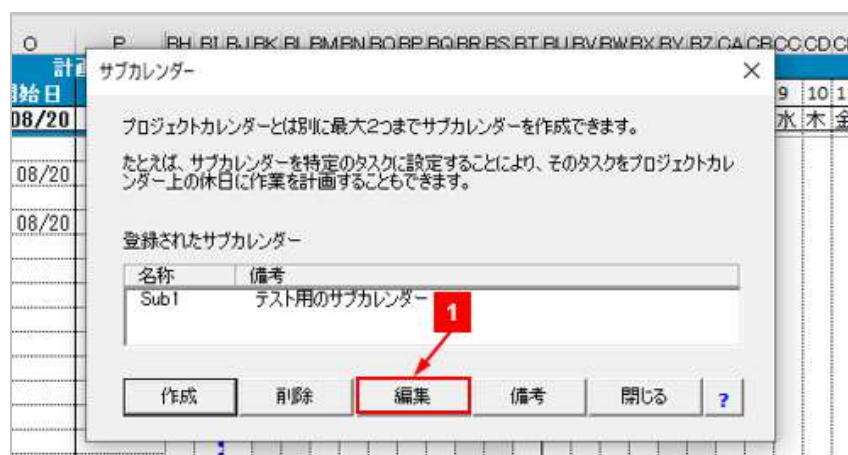 O P BH BI BJ BK BL BM BN BO BP BQ BR BS BT BU BV BW BX BY BZ CA CB CC CD
計画
始日
9 10
08/20
水 木 金
08/20
08/20
サブカレンダー
プロジェクトカレンダーとは別に最大2つまでサブカレンダーを作成できます。
たとえば、サブカレンダーを特定のタスクに設定することにより、そのタスクをプロジェクトカレ
ンダー上の休日に作業を計画することもできます。
登録されたサブカレンダー
名称 備考
Sub1 テスト用のサブカレンダー
1
作成 削除 編集 備考 閉じる ?